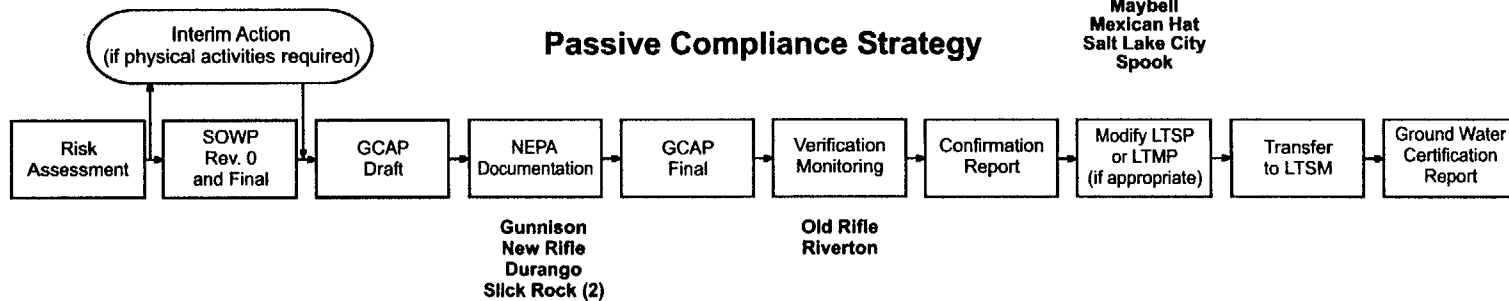 Maybell
Mexican Hat
Salt Lake City
Spook
Interim Action
(if physical activities required)
Passive Compliance Strategy
Risk
Assessment
SOWP
Rev. 0
and Final
GCAP
Draft
NEPA
Documentation
GCAP
Final
Verification
Monitoring
Confirmation
Report
Modify LTSP
or LTMP
(if appropriate)
Transfer
to LTSM
Ground Water
Certification
Report
Gunnison
New Rifle
Durango
Slick Rock (2)
Old Rifle
Riverton